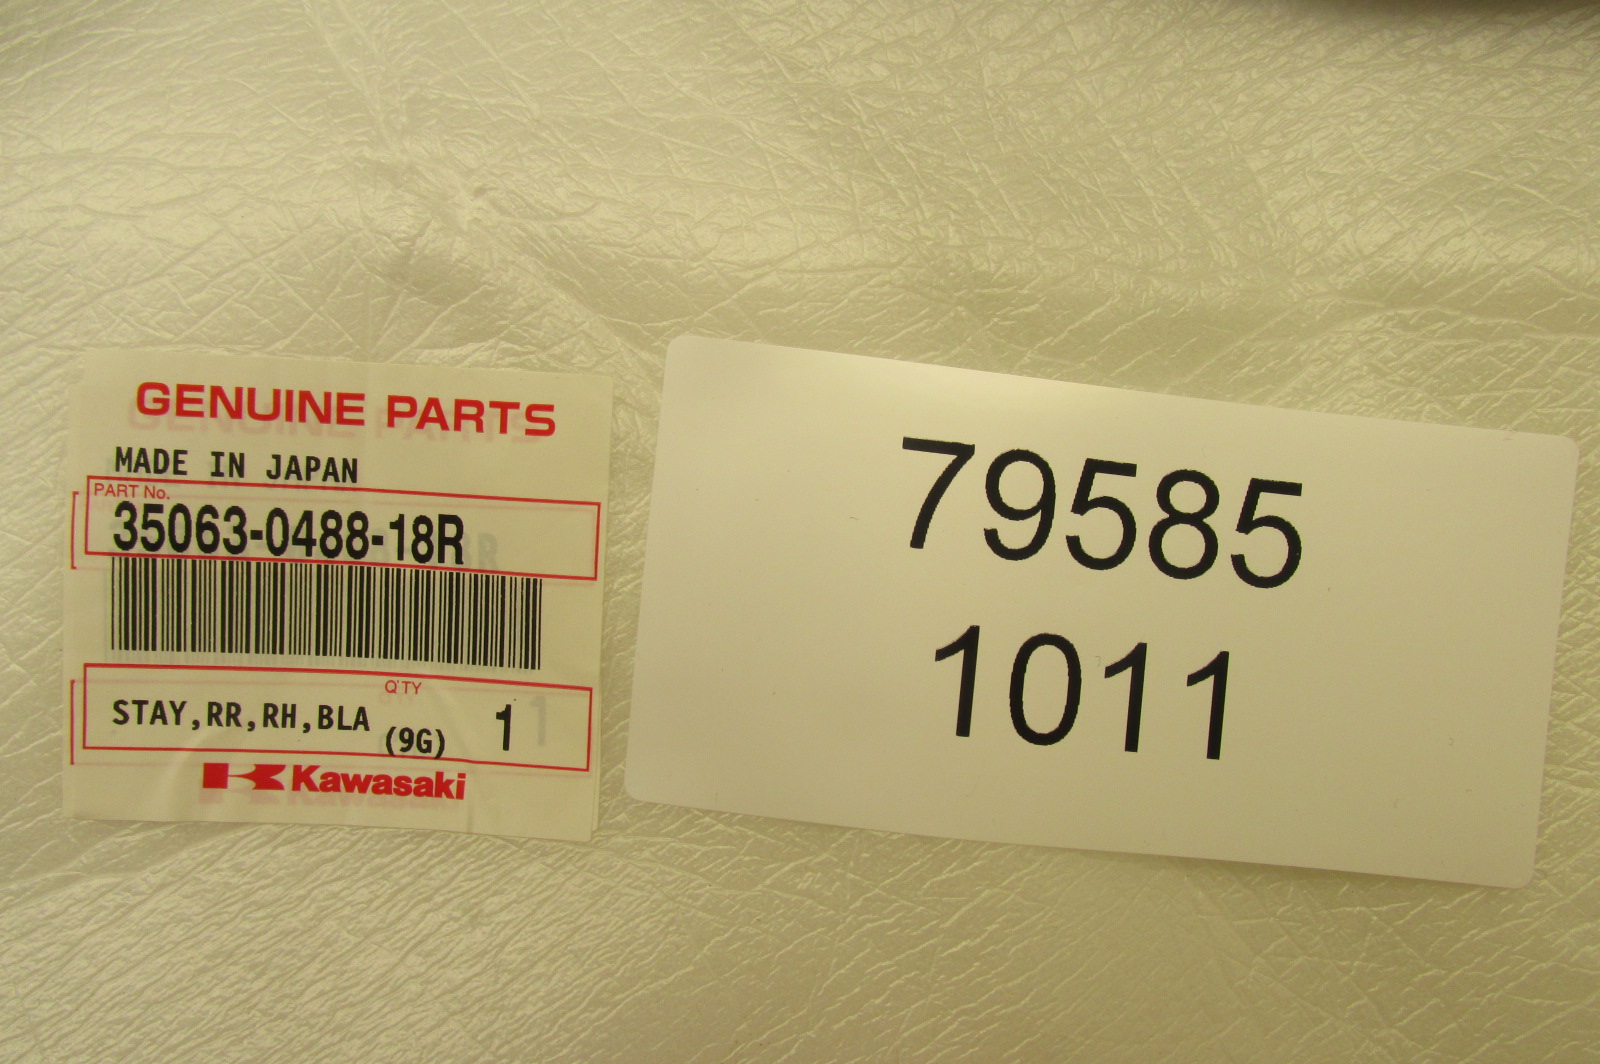 GENUINE PARTS
MADE IN JAPAN
PART No.
35063-0488-18R
Q'TY
STAY,RR,RH,BLA (9G) 1
Kawasaki
79585
1011